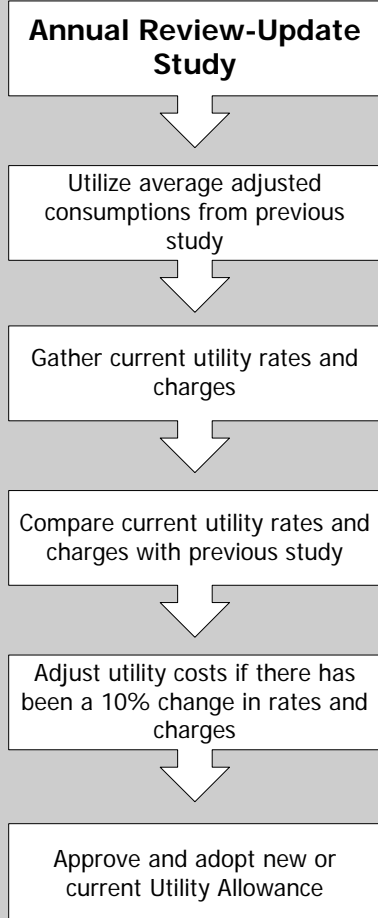 Annual Review-Update
Study
Utilize average adjusted
consumptions from previous
study
Gather current utility rates and
charges
Compare current utility rates and
charges with previous study
Adjust utility costs if there has
been a 10% change in rates and
charges
Approve and adopt new or
current Utility Allowance